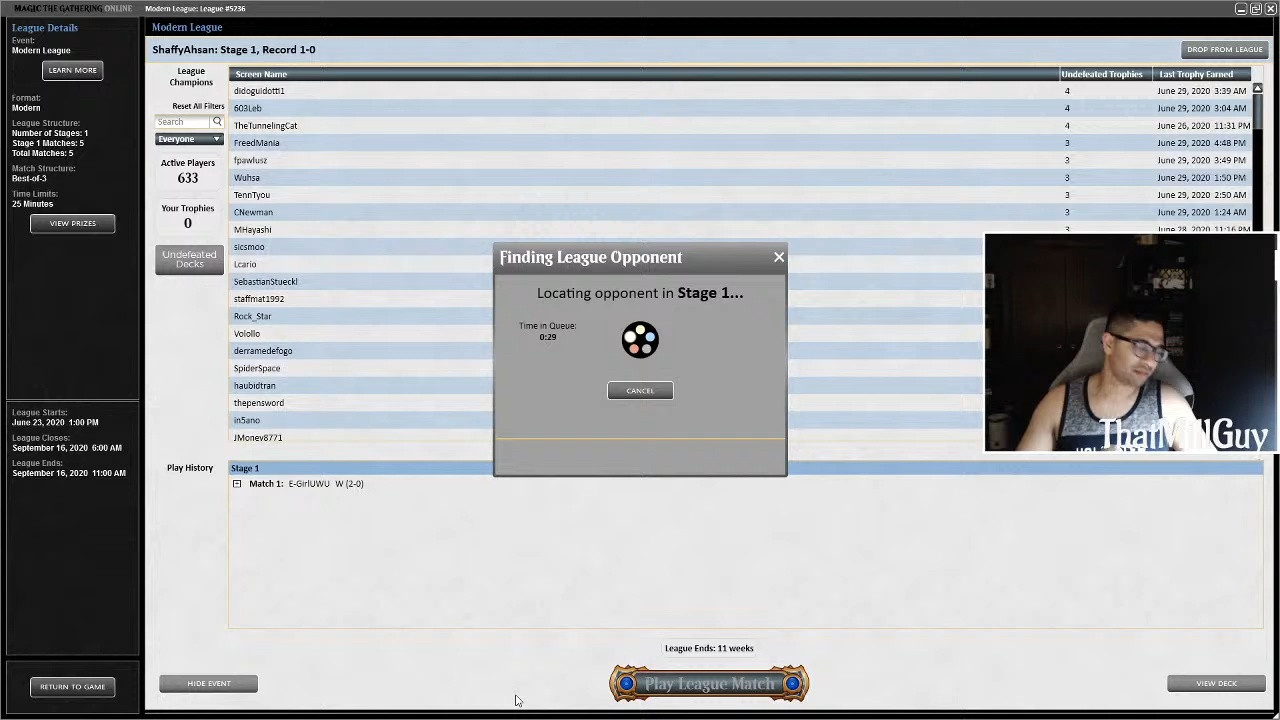 MAGIC THE GATHERING ONLINE
Modern League: League #5236
League Details
Event:
Modern League
LEARN MORE
Format:
Modern
League Structure:
Number of Stages: 1
Stage 1 Matches: 5
Total Matches: 5
Match Structure:
Best-of-3
Time Limits:
25 Minutes
VIEW PRIZES
League Starts:
June 23, 2020 1:00 PM
League Closes:
September 16, 2020 6:00 AM
League Ends:
September 16, 2020 11:00 AM
RETURN TO GAME
Modern League
ShaffyAhsan: Stage 1, Record 1-0
DROP FROM LEAGUE
League
Champions
Reset All Filters
Search
Everyone
Active Players
633
Your Trophies
0
Undefeated
Decks
Screen Name Undefeated Trophies Last Trophy Earned
didoguidotti1 4 June 29, 2020 3:39 AM
603Leb 4 June 29, 2020 3:04 AM
TheTunnelingCat 4 June 26, 2020 11:31 PM
FreedMania 3 June 29, 2020 4:48 PM
fpawlusz 3 June 29, 2020 3:49 PM
Wuhsa 3 June 29, 2020 2:50 PM
TennTyou 3 June 29, 2020 2:50 AM
CNewman 3 June 29, 2020 1:24 AM
MHayashi 3 June 28, 2020 11:16 PM
sicsmoo
Lcario
SebastianStueckl
staffmat1992
Rock_Star
Volollo
derramedefogo
SpiderSpace
haubidtran
thepensword
in5ano
JMoney8771
Finding League Opponent
Locating opponent in Stage 1...
Time in Queue:
0:29
CANCEL
ThatMillGuy
Play History
Stage 1
Match 1: E-GirlUWU W (2-0)
League Ends: 11 weeks
HIDE EVENT
Play League Match
VIEW DECK